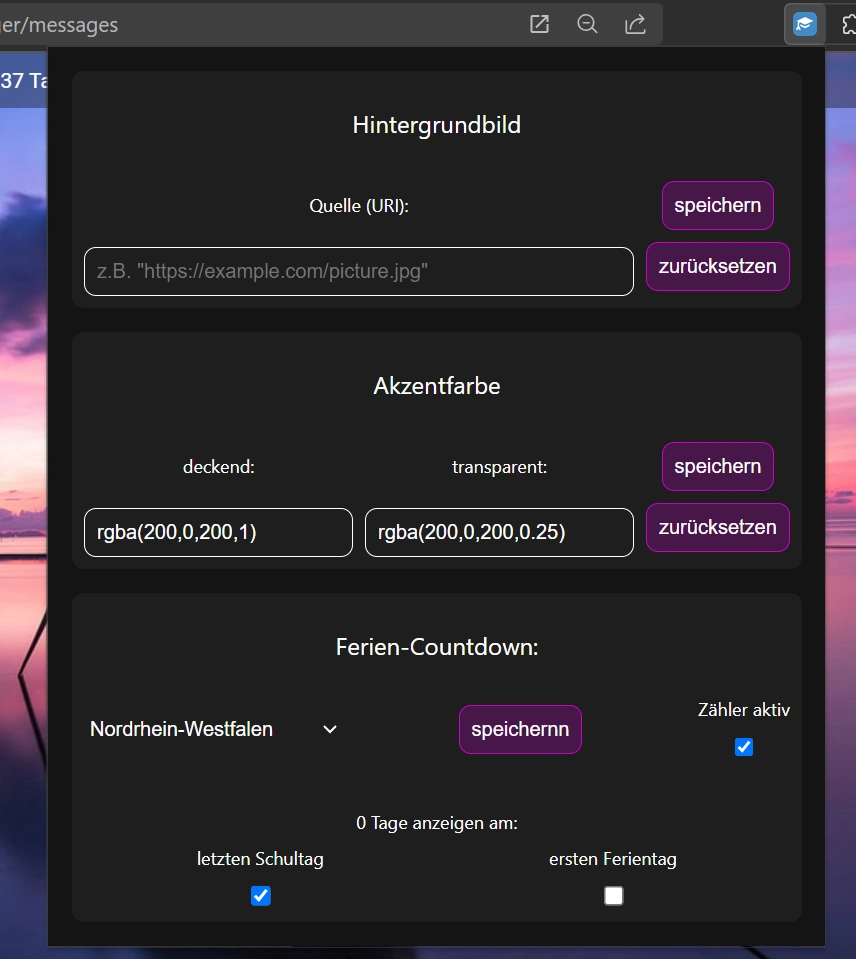 er/messages
37 Ta
Hintergrundbild
Quelle (URI):
speichern
z.B. "https://example.com/picture.jpg"
zurücksetzen
Akzentfarbe
deckend:
transparent:
speichern
rgba(200,0,200,1)
rgba(200,0,200,0.25)
zurücksetzen
Ferien-Countdown:
Zähler aktiv
Nordrhein-Westfalen
speichernn
0 Tage anzeigen am:
letzten Schultag
ersten Ferientag